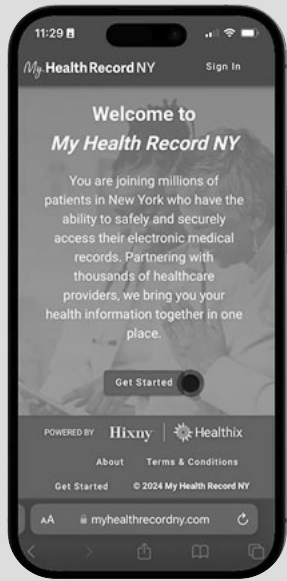 11:29
My Health Record NY Sign In
Welcome to
My Health Record NY
You are joining millions of
patients in New York who have the
ability to safely and securely
access their electronic medical
records. Partnering with
thousands of healthcare
providers, we bring you your
health information together in one
place.
Get Started
POWERED BY Hixny Healthix
About Terms & Conditions
Get Started © 2024 My Health Record NY
AA myhealthrecordny.com